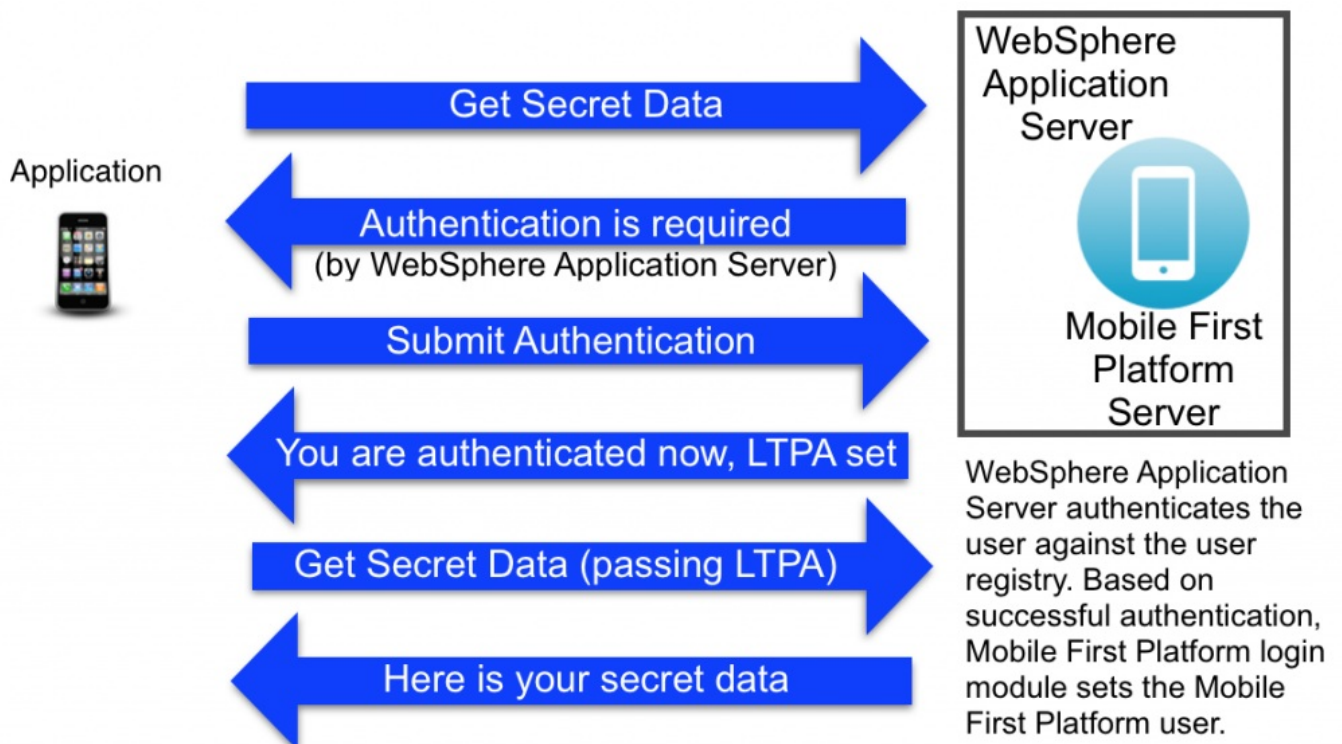 Application
Get Secret Data
Authentication is required
(by WebSphere Application Server)
Submit Authentication
You are authenticated now, LTPA set
Get Secret Data (passing LTPA)
Here is your secret data
WebSphere
Application
Server
Mobile First
Platform
Server
WebSphere Application
Server authenticates the
user against the user
registry. Based on
successful authentication,
Mobile First Platform login
module sets the Mobile
First Platform user.